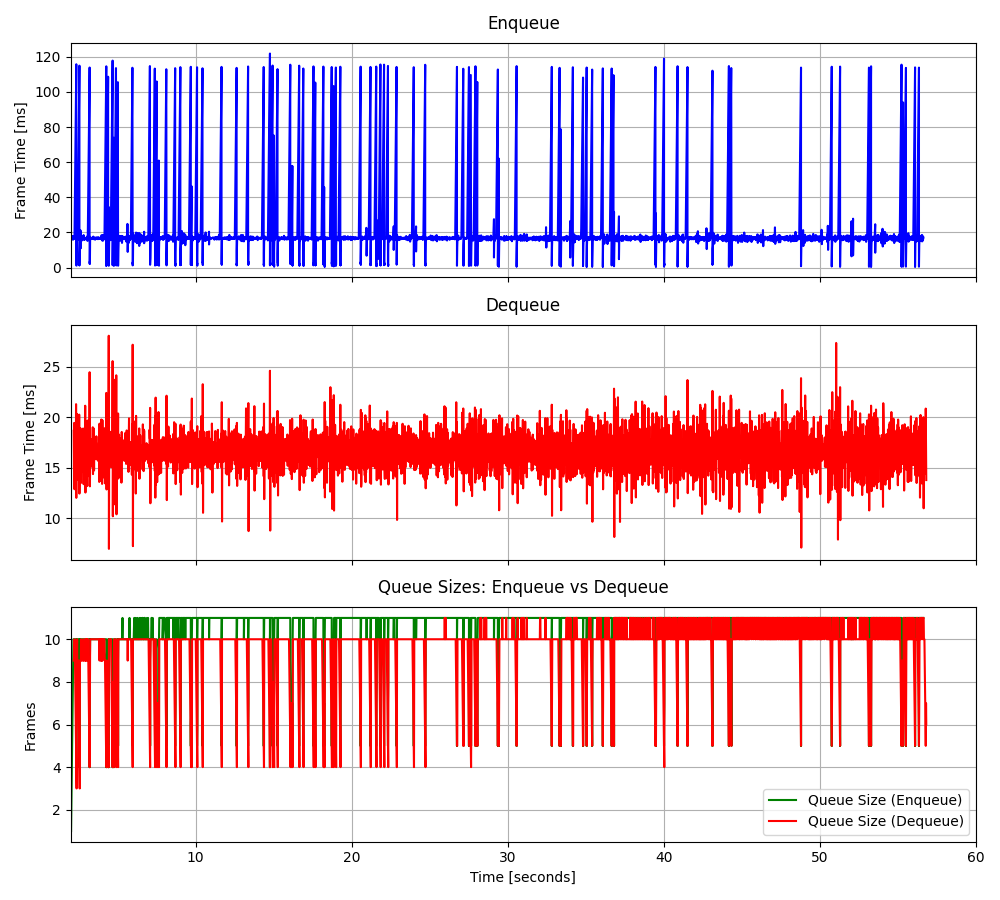 Enqueue
Frame Time [ms]
120
100
80
60
40
20
0
Dequeue
Frame Time [ms]
25
20
15
10
Queue Sizes: Enqueue vs Dequeue
Frames
10
8
6
4
2
Queue Size (Enqueue)
Queue Size (Dequeue)
10 20 30 40 50 60
Time [seconds]